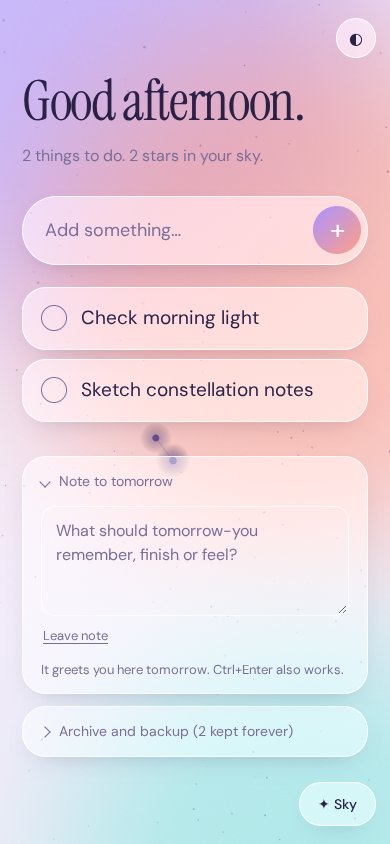 Good afternoon.
2 things to do. 2 stars in your sky.
Add something...
Check morning light
Sketch constellation notes
Note to tomorrow
What should tomorrow-you
remember, finish or feel?
Leave note
It greets you here tomorrow. Ctrl+Enter also works.
Archive and backup (2 kept forever)
✦ Sky